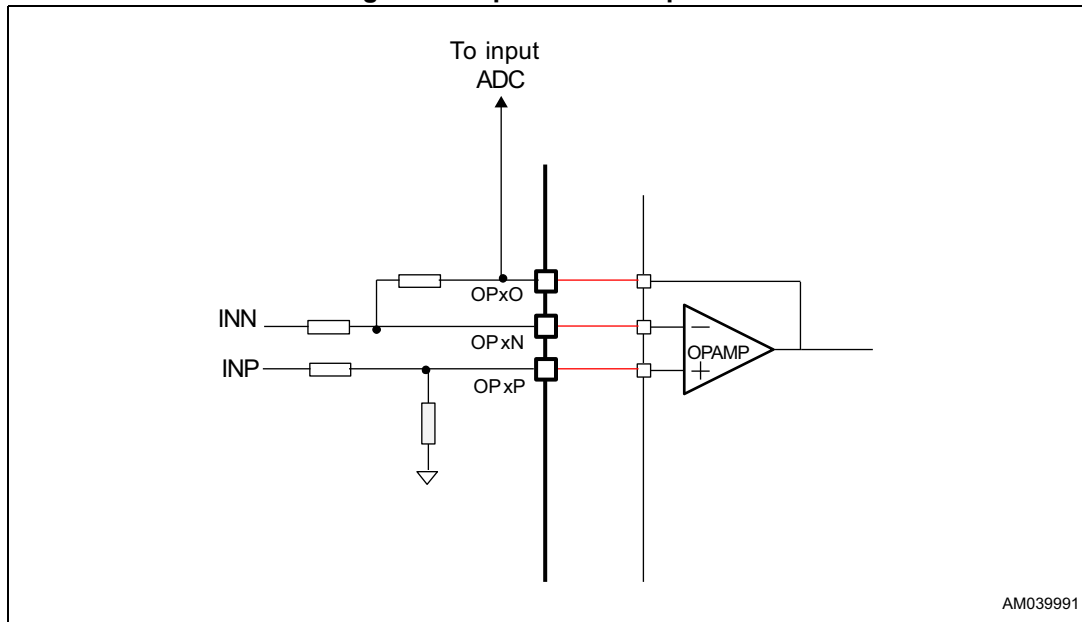 To input
ADC
OPxO
INN
OPxN
OPAMP
INP
OPxP
AM039991